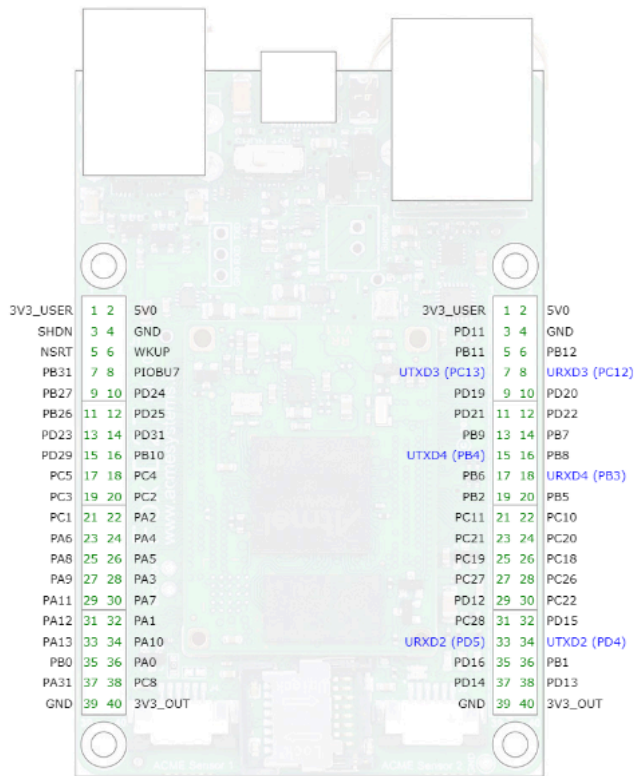 3V3_USER 1 2 5V0 3V3_USER 1 2 5V0
SHDN 3 4 GND PD11 3 4 GND
NSRT 5 6 WKUP PB11 5 6 PB12
PB31 7 8 PIOBU7 UTXD3 (PC13) 7 8 URXD3 (PC12)
PB27 9 10 PD24 PD19 9 10 PD20
PB26 11 12 PD25 PD21 11 12 PD22
PD23 13 14 PD31 PB9 13 14 PB7
PD29 15 16 PB10 UTXD4 (PB4) 15 16 PB8
PC5 17 18 PC4 PB6 17 18 URXD4 (PB3)
PC3 19 20 PC2 PB2 19 20 PB5
PC1 21 22 PA2 PC11 21 22 PC10
PA6 23 24 PA4 PC21 23 24 PC20
PA8 25 26 PA5 PC19 25 26 PC18
PA9 27 28 PA3 PC27 27 28 PC26
PA11 29 30 PA7 PD12 29 30 PC22
PA12 31 32 PA1 PC28 31 32 PD15
PA13 33 34 PA10 URXD2 (PD5) 33 34 UTXD2 (PD4)
PB0 35 36 PA0 PD16 35 36 PB1
PA31 37 38 PC8 PD14 37 38 PD13
GND 39 40 3V3_OUT GND 39 40 3V3_OUT
Atmel
ACME Sensor 1 ACME Sensor 2